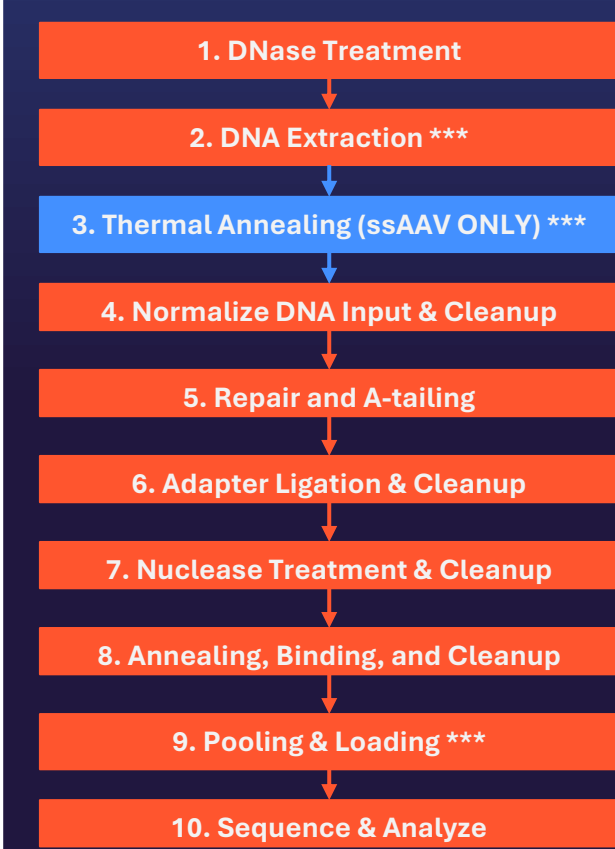 1. DNase Treatment
2. DNA Extraction ***
3. Thermal Annealing (ssAAV ONLY) ***
4. Normalize DNA Input & Cleanup
5. Repair and A-tailing
6. Adapter Ligation & Cleanup
7. Nuclease Treatment & Cleanup
8. Annealing, Binding, and Cleanup
9. Pooling & Loading ***
10. Sequence & Analyze